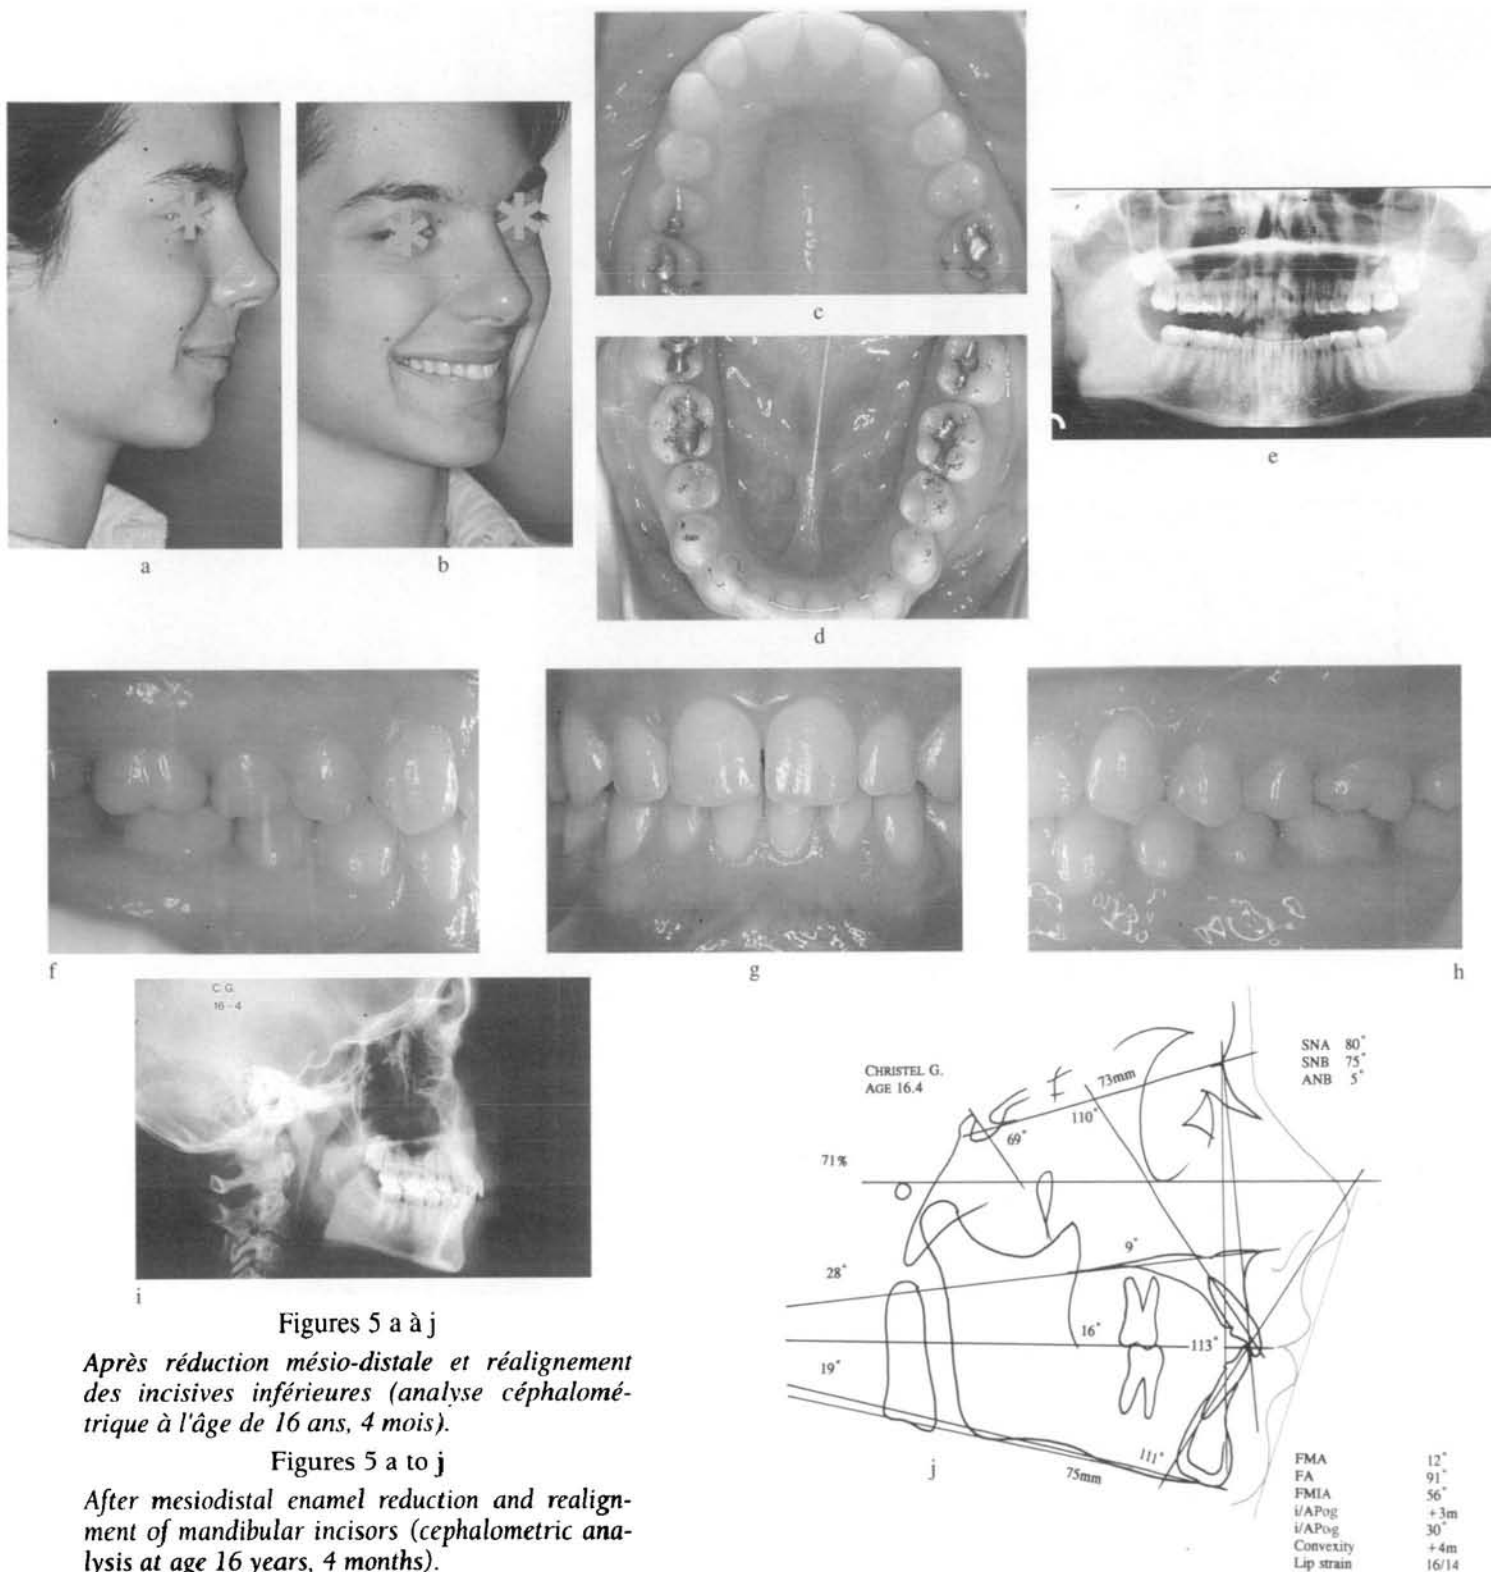 c
a
b
d
e
f
g
h
C.G.
16-4
i
Figures 5 a à j
Après réduction mésio-distale et réalignement
des incisives inférieures (analyse céphalomé-
trique à l'âge de 16 ans, 4 mois).
Figures 5 a to j
After mesiodistal enamel reduction and realign-
ment of mandibular incisors (cephalometric ana-
lysis at age 16 years, 4 months).
CHRISTEL G.
AGE 16.4
SNA 80°
SNB 75°
ANB 5°
73mm
110°
69°
71%
9°
28°
16°
113°
19°
111°
75mm
j
FMA 12°
FA 91°
FMIA 56°
i/APog +3m
i/APog 30°
Convexity +4m
Lip strain 16/14